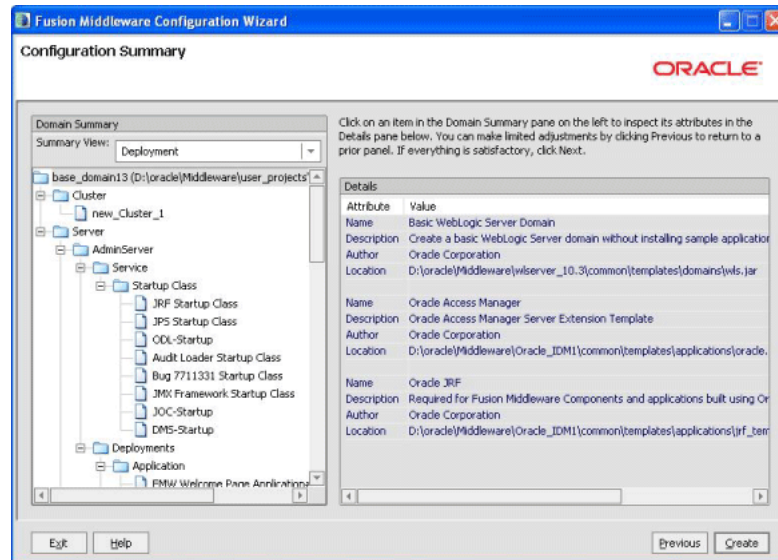 Fusion Middleware Configuration Wizard
Configuration Summary
ORACLE
Domain Summary
Summary View:
Deployment
base_domain13 (D:\oracle\Middleware\user_projects
Cluster
new_Cluster_1
Server
AdminServer
Service
Startup Class
JRF Startup Class
JPS Startup Class
ODL-Startup
Audit Loader Startup Class
Bug 7711331 Startup Class
JMX Framework Startup Class
JOC-Startup
DMS-Startup
Deployments
Application
FMW Welcome Page Application
Click on an item in the Domain Summary pane on the left to inspect its attributes in the
Details pane below. You can make limited adjustments by clicking Previous to return to a
prior panel. If everything is satisfactory, click Next.
Details
Attribute Value
Name Basic WebLogic Server Domain
Description Create a basic WebLogic Server domain without installing sample application
Author Oracle Corporation
Location D:\oracle\Middleware\wlserver_10.3\common\templates\domains\wls.jar
Name Oracle Access Manager
Description Oracle Access Manager Server Extension Template
Author Oracle Corporation
Location D:\oracle\Middleware\Oracle_IDM1\common\templates\applications\oracle.
Name Oracle JRF
Description Required for Fusion Middleware Components and applications built using Or
Author Oracle Corporation
Location D:\oracle\Middleware\Oracle_IDM1\common\templates\applications\jrf_tem
Exit Help Previous Create